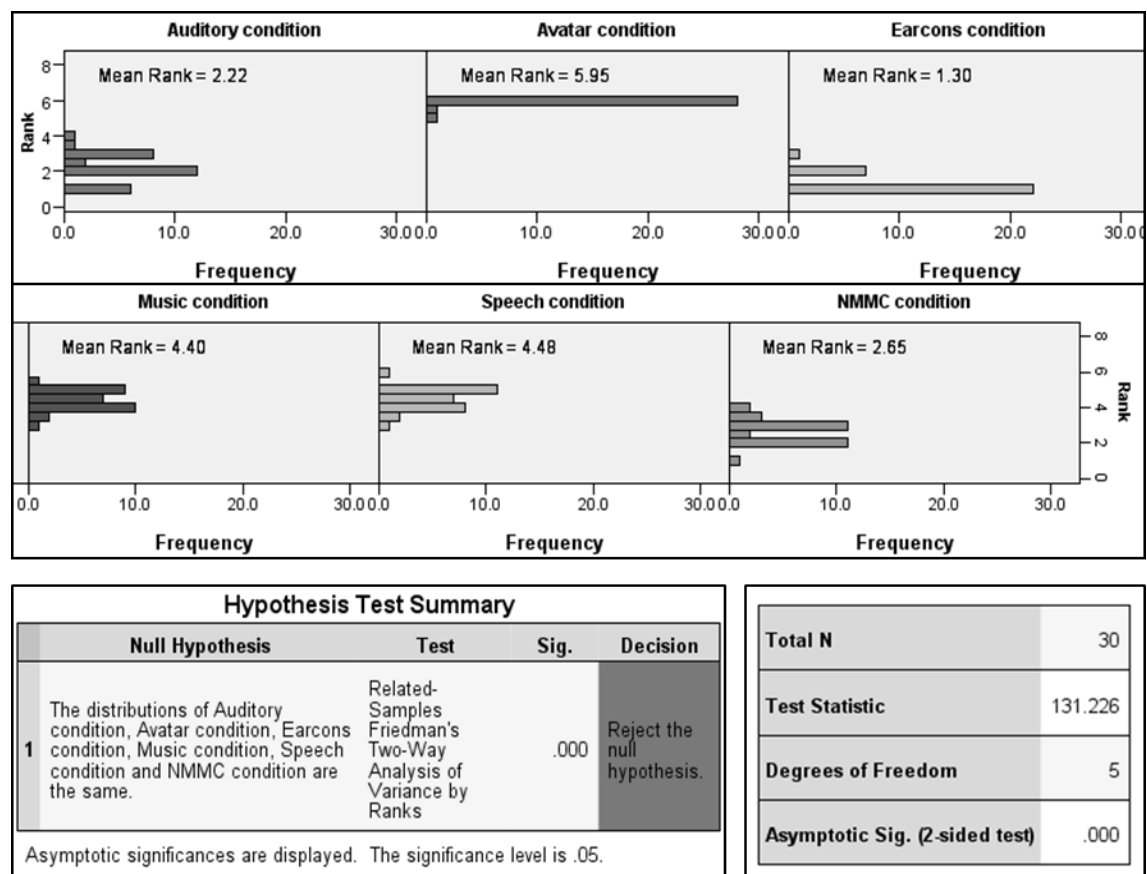 Auditory condition Avatar condition Earcons condition
Mean Rank = 2.22 Mean Rank = 5.95 Mean Rank = 1.30
Rank
8
6
4
2
0
0.0 10.0 20.0 30.0 0.0 10.0 20.0 30.0 0.0 10.0 20.0 30.0
Frequency Frequency Frequency
Music condition Speech condition NMMC condition
Mean Rank = 4.40 Mean Rank = 4.48 Mean Rank = 2.65
8
6
4
2
0
Rank
0.0 10.0 20.0 30.0 0.0 10.0 20.0 30.0 0.0 10.0 20.0 30.0
Frequency Frequency Frequency
Hypothesis Test Summary
Null Hypothesis Test Sig. Decision
1
The distributions of Auditory
condition, Avatar condition, Earcons
condition, Music condition, Speech
condition and NMMC condition are
the same.
Related-
Samples
Friedman's
Two-Way
Analysis of
Variance by
Ranks
.000
Reject the
null
hypothesis.
Asymptotic significances are displayed. The significance level is .05.
Total N 30
Test Statistic 131.226
Degrees of Freedom 5
Asymptotic Sig. (2-sided test) .000